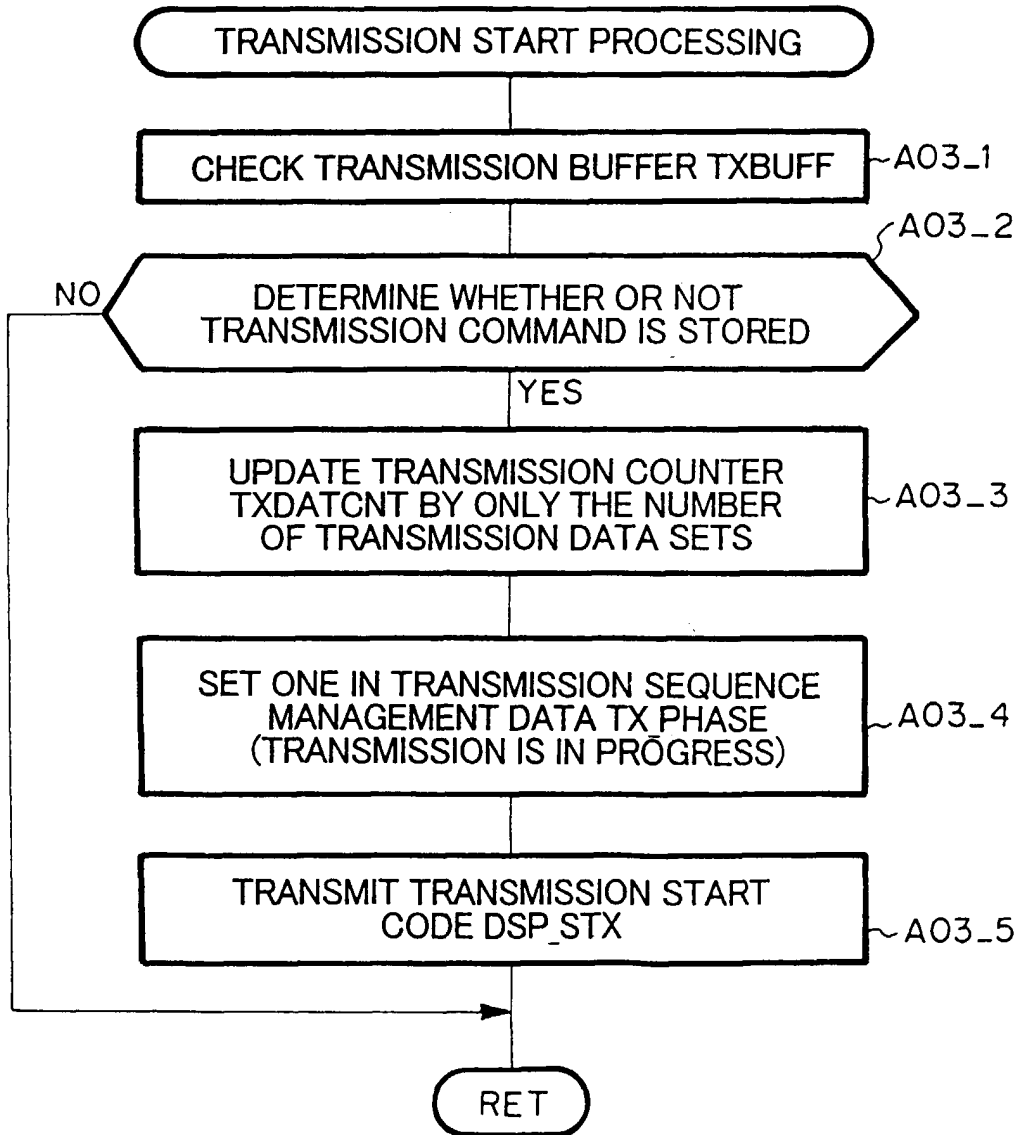 TRANSMISSION START PROCESSING
CHECK TRANSMISSION BUFFER TXBUFF
A03_1
A03_2
NO
DETERMINE WHETHER OR NOT
TRANSMISSION COMMAND IS STORED
YES
UPDATE TRANSMISSION COUNTER
TXDATCNT BY ONLY THE NUMBER
OF TRANSMISSION DATA SETS
A03_3
SET ONE IN TRANSMISSION SEQUENCE
MANAGEMENT DATA TX_PHASE
(TRANSMISSION IS IN PROGRESS)
A03_4
TRANSMIT TRANSMISSION START
CODE DSP_STX
A03_5
RET